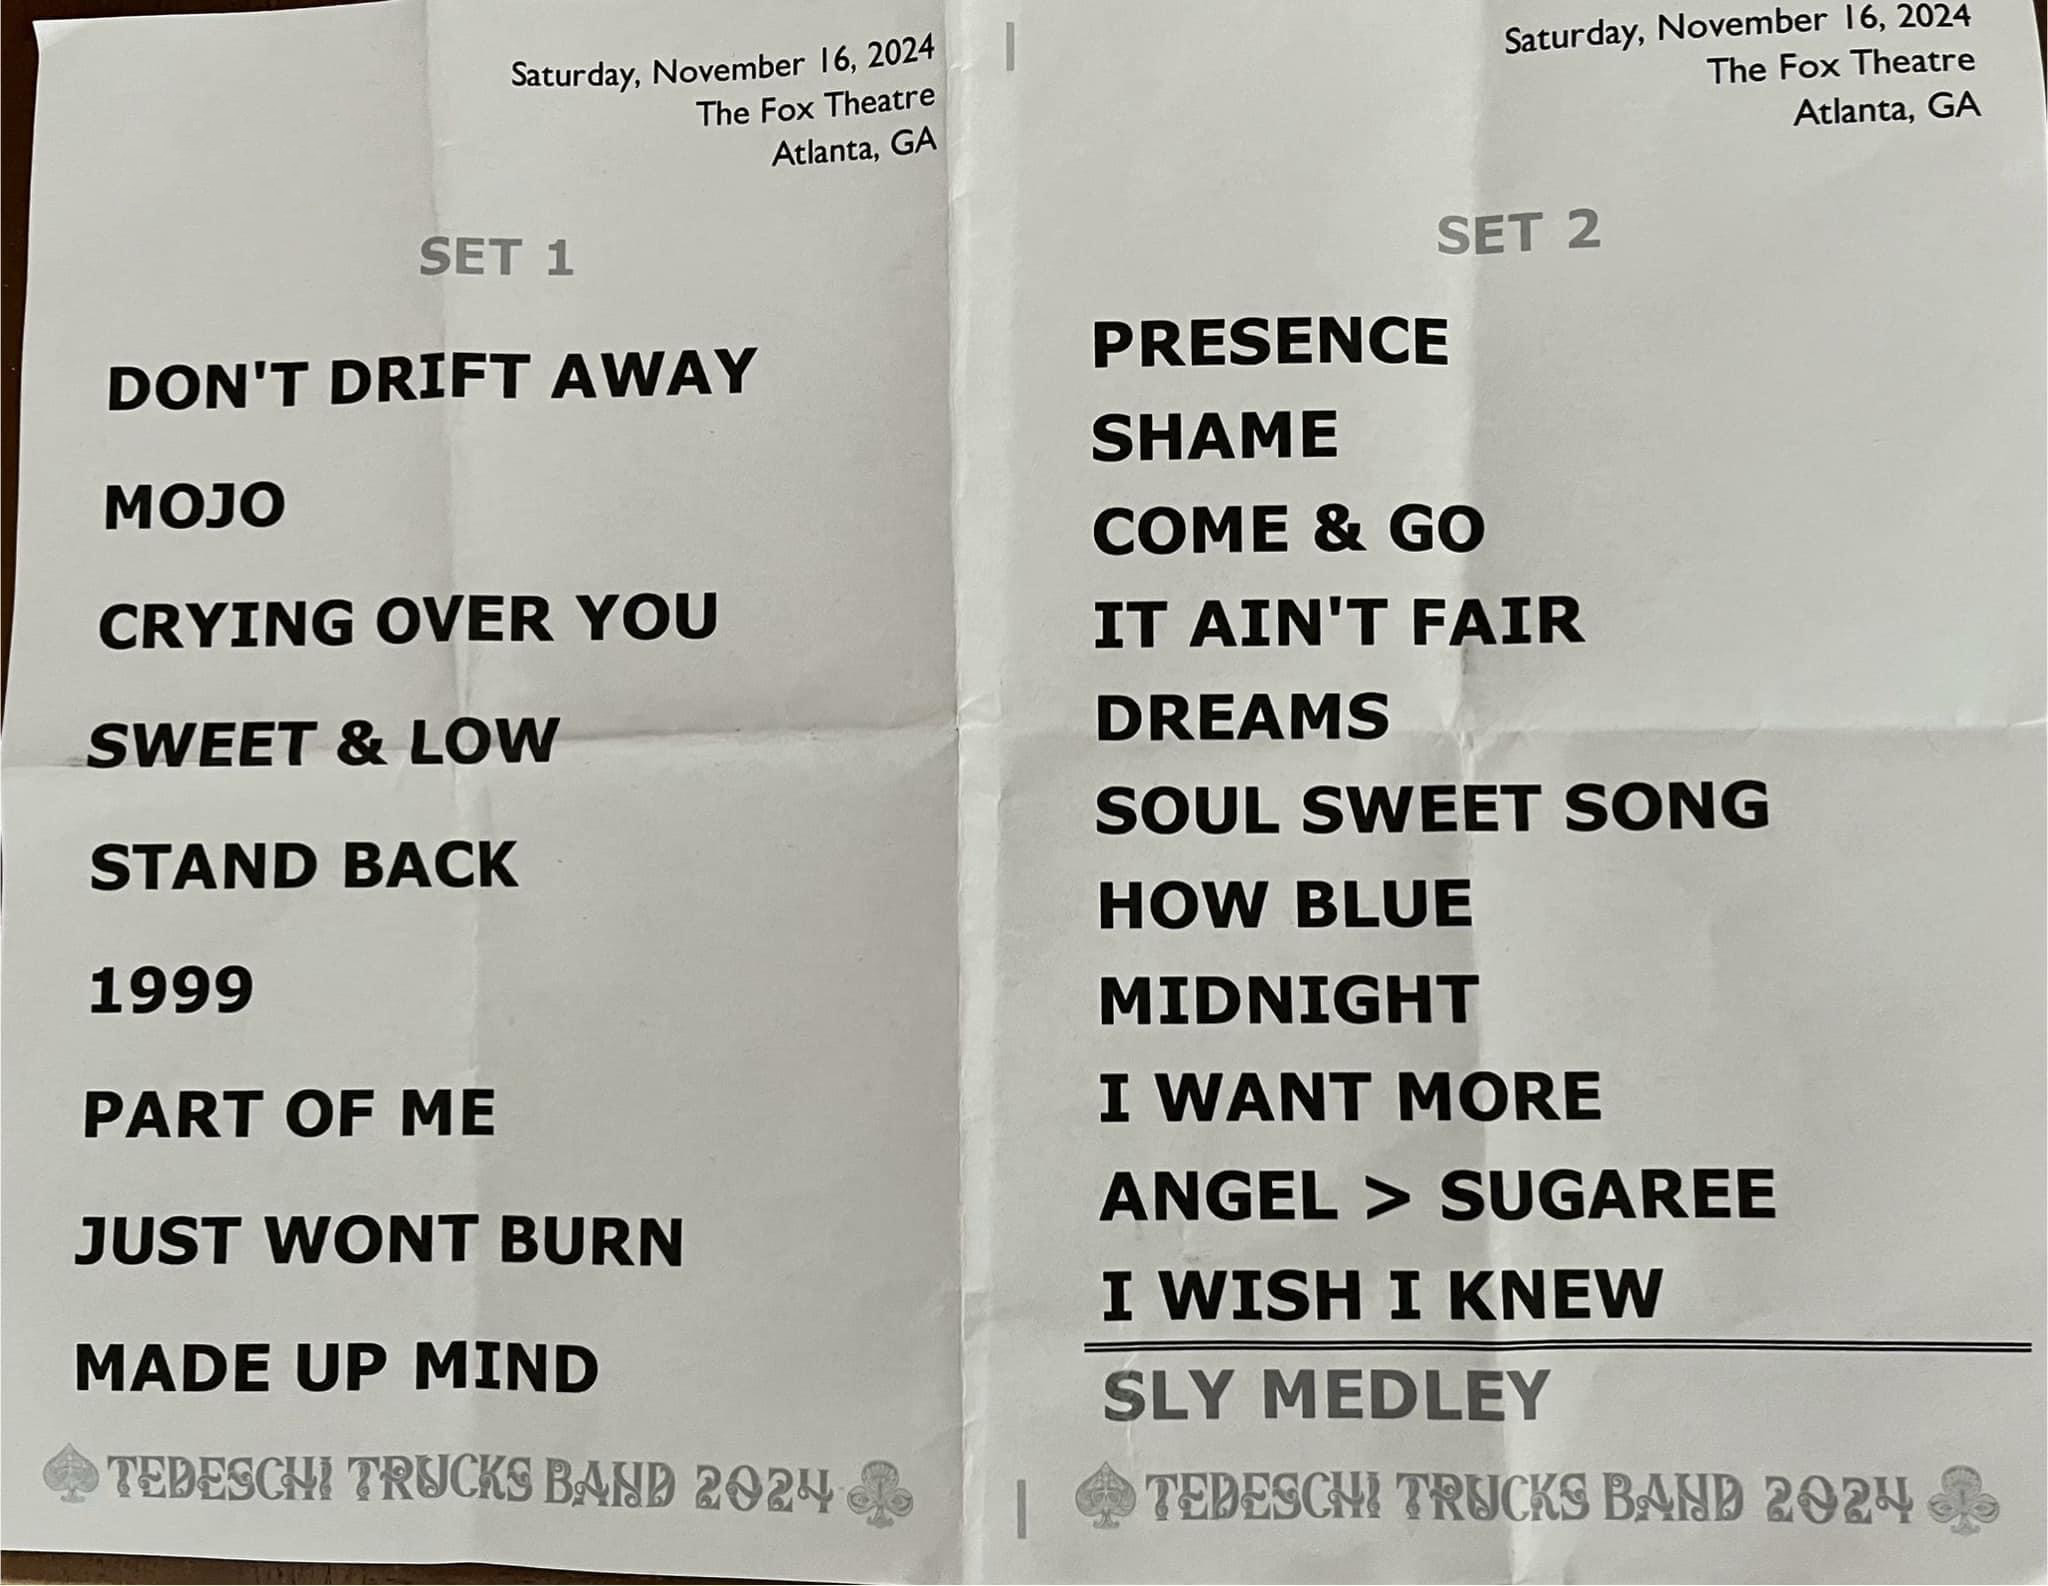 Saturday, November 16, 2024
The Fox Theatre
Atlanta, GA
SET 1
DON'T DRIFT AWAY
MOJO
CRYING OVER YOU
SWEET & LOW
STAND BACK
1999
PART OF ME
JUST WONT BURN
MADE UP MIND
TEDESCHI TRUCKS BAND 2024
Saturday, November 16, 2024
The Fox Theatre
Atlanta, GA
SET 2
PRESENCE
SHAME
COME & GO
IT AIN'T FAIR
DREAMS
SOUL SWEET SONG
HOW BLUE
MIDNIGHT
I WANT MORE
ANGEL > SUGAREE
I WISH I KNEW
SLY MEDLEY
TEDESCHI TRUCKS BAND 2024